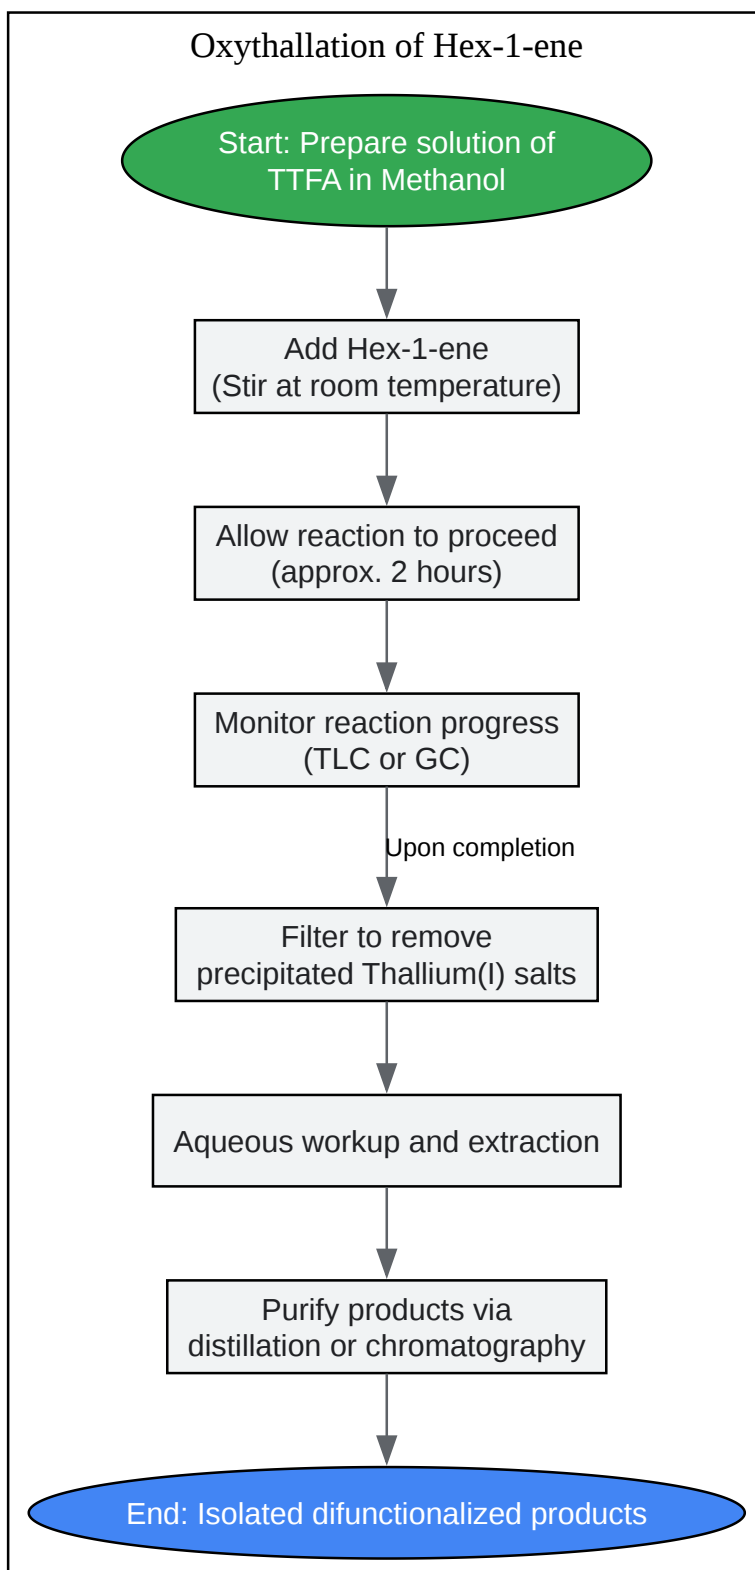 Oxythallation of Hex-1-ene
Start: Prepare solution of
TTFA in Methanol
Add Hex-1-ene
(Stir at room temperature)
Allow reaction to proceed
(approx. 2 hours)
Monitor reaction progress
(TLC or GC)
Upon completion
Filter to remove
precipitated Thallium(I) salts
Aqueous workup and extraction
Purify products via
distillation or chromatography
End: Isolated difunctionalized products